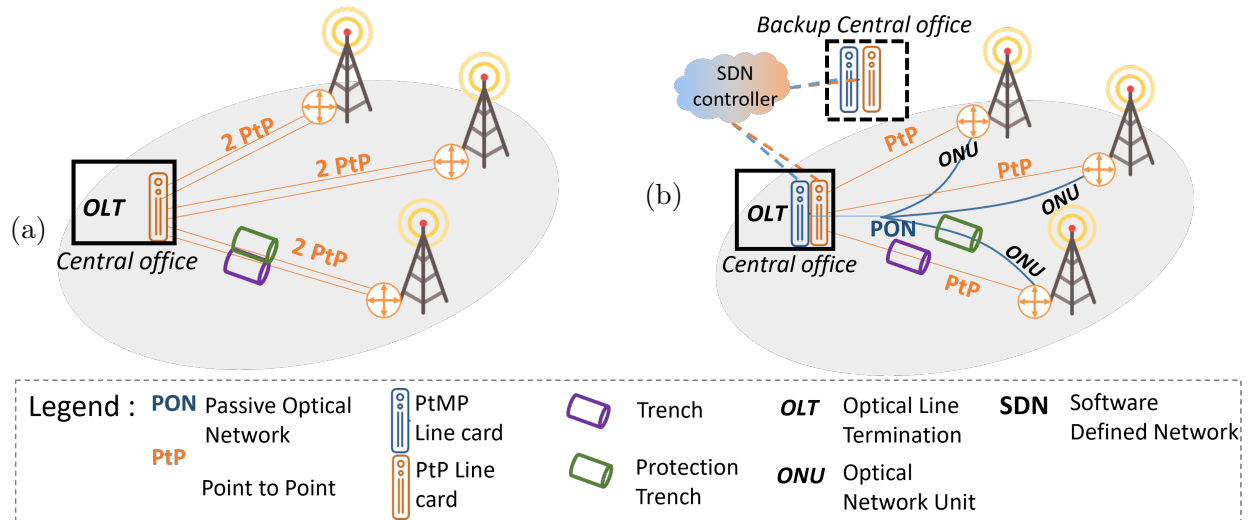 (a)
2 PtP
2 PtP
OLT
2 PtP
Central office
(b)
Backup Central office
SDN
controller
PtP
ONU
PtP
OLT
ONU
PON
Central office
ONU
PtP
Legend :
PON Passive Optical
Network
PtP
Point to Point
PtMP
Line card
PtP Line
card
Trench
Protection
Trench
OLT Optical Line
Termination
ONU Optical
Network Unit
SDN Software
Defined Network